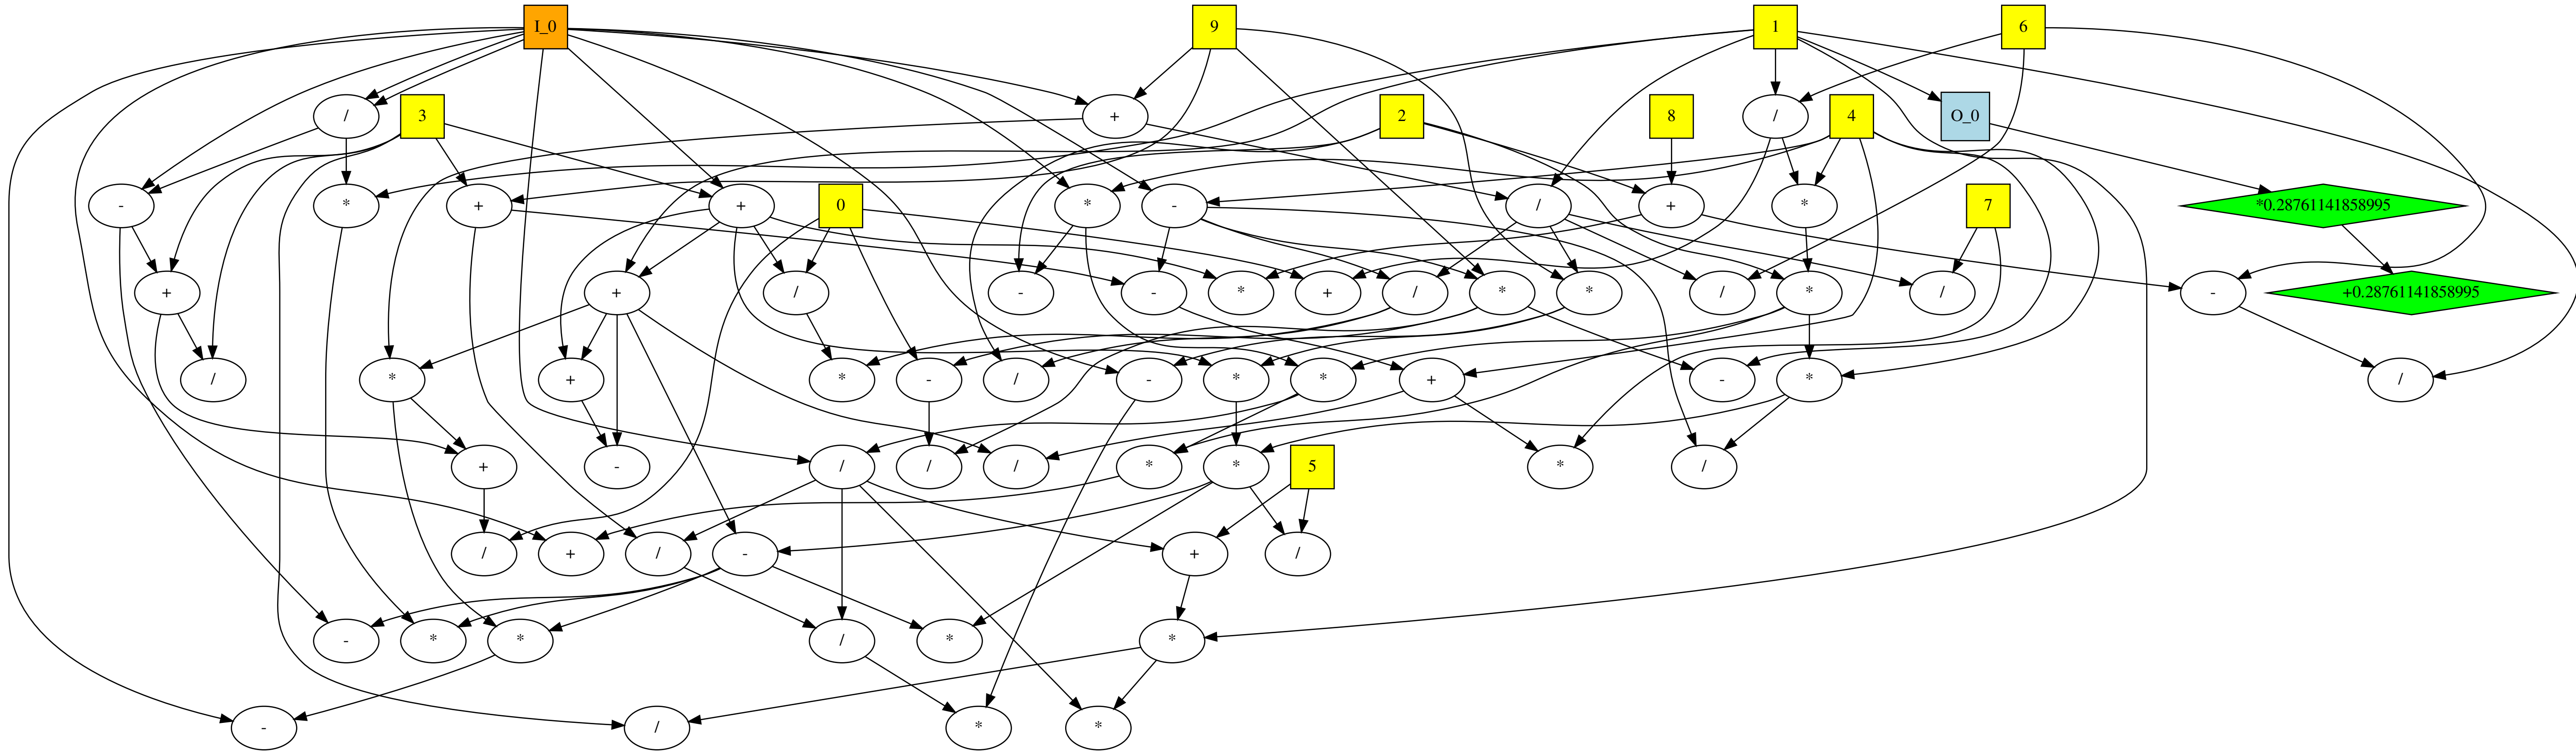 I_0 9 1 6
/ 3 + 2 8 / 4 O_0
- * + + 0 * - / + * 7 *0.28761141858995
+ + / - - * + / * * / * / - +0.28761141858995
/ * + * - / - * * + - * /
+ - / / / * * 5 * /
/ + / - + /
- * * / * *
- / * *